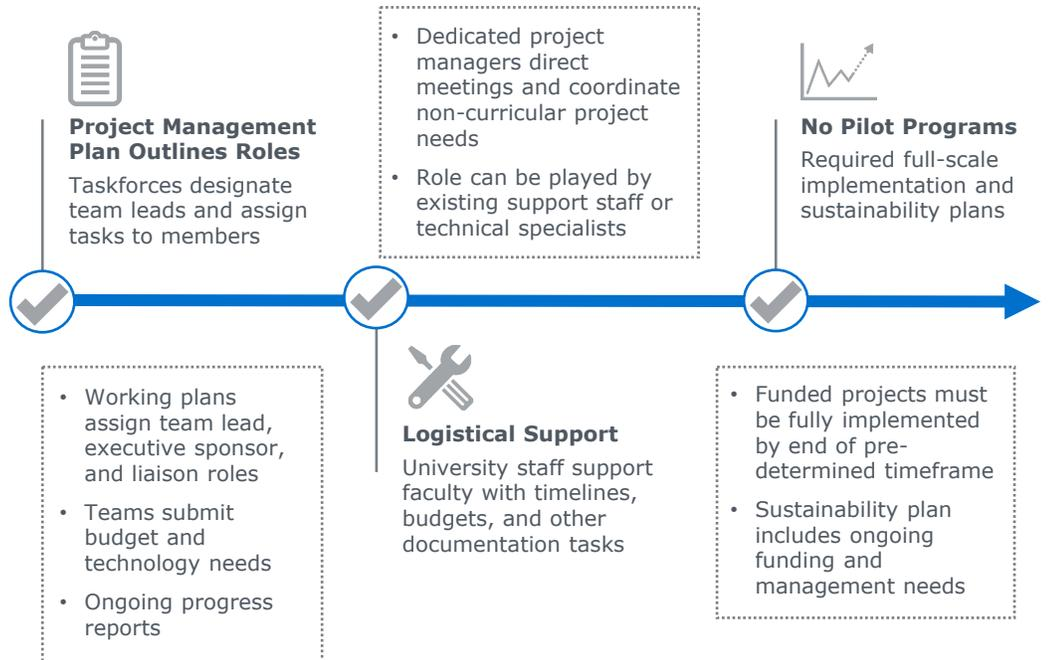 Project Management
Plan Outlines Roles
Taskforces designate
team leads and assign
tasks to members
• Working plans
assign team lead,
executive sponsor,
and liaison roles
• Teams submit
budget and
technology needs
• Ongoing progress
reports
• Dedicated project
managers direct
meetings and coordinate
non-curricular project
needs
• Role can be played by
existing support staff or
technical specialists
Logistical Support
University staff support
faculty with timelines,
budgets, and other
documentation tasks
No Pilot Programs
Required full-scale
implementation and
sustainability plans
• Funded projects must
be fully implemented
by end of pre-
determined timeframe
• Sustainability plan
includes ongoing
funding and
management needs